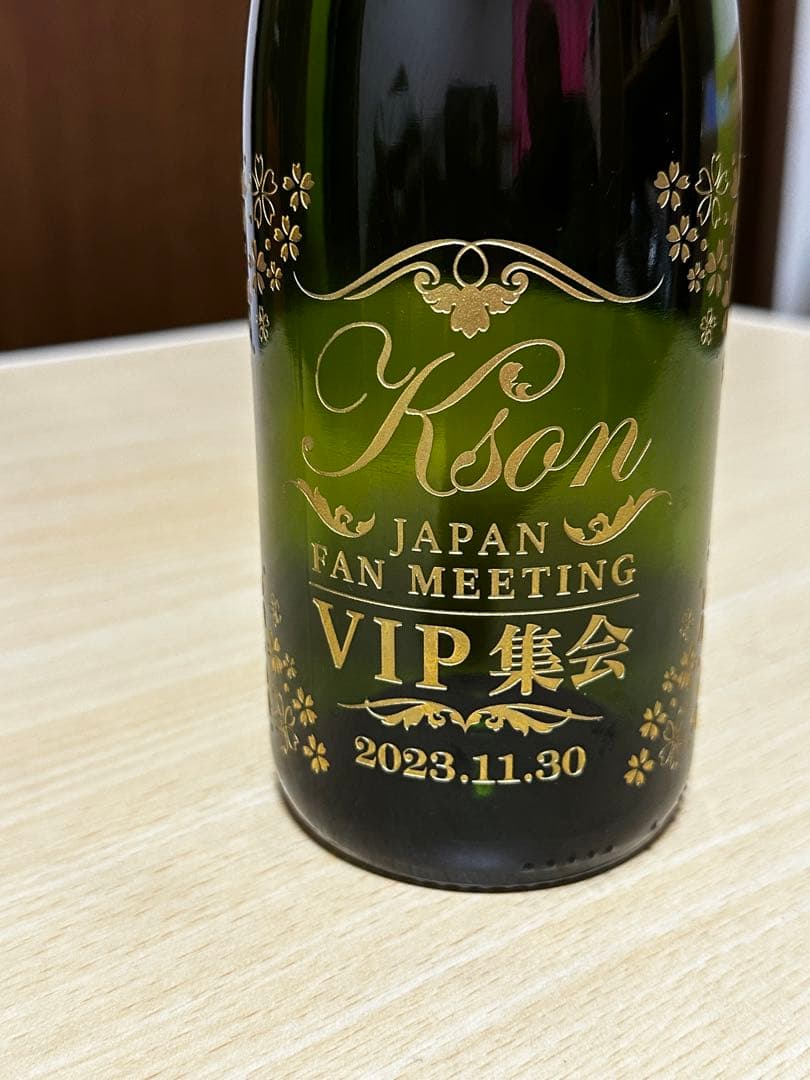 Kson
JAPAN
FAN MEETING
VIP 集会
2023.11.30